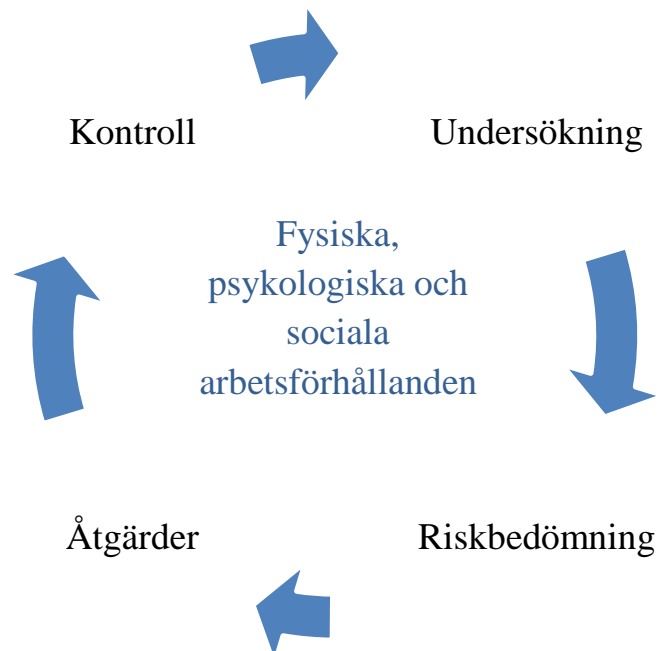 Kontroll
Undersökning
Fysiska,
psykologiska och
sociala
arbetsförhållanden
Åtgärder
Riskbedömning